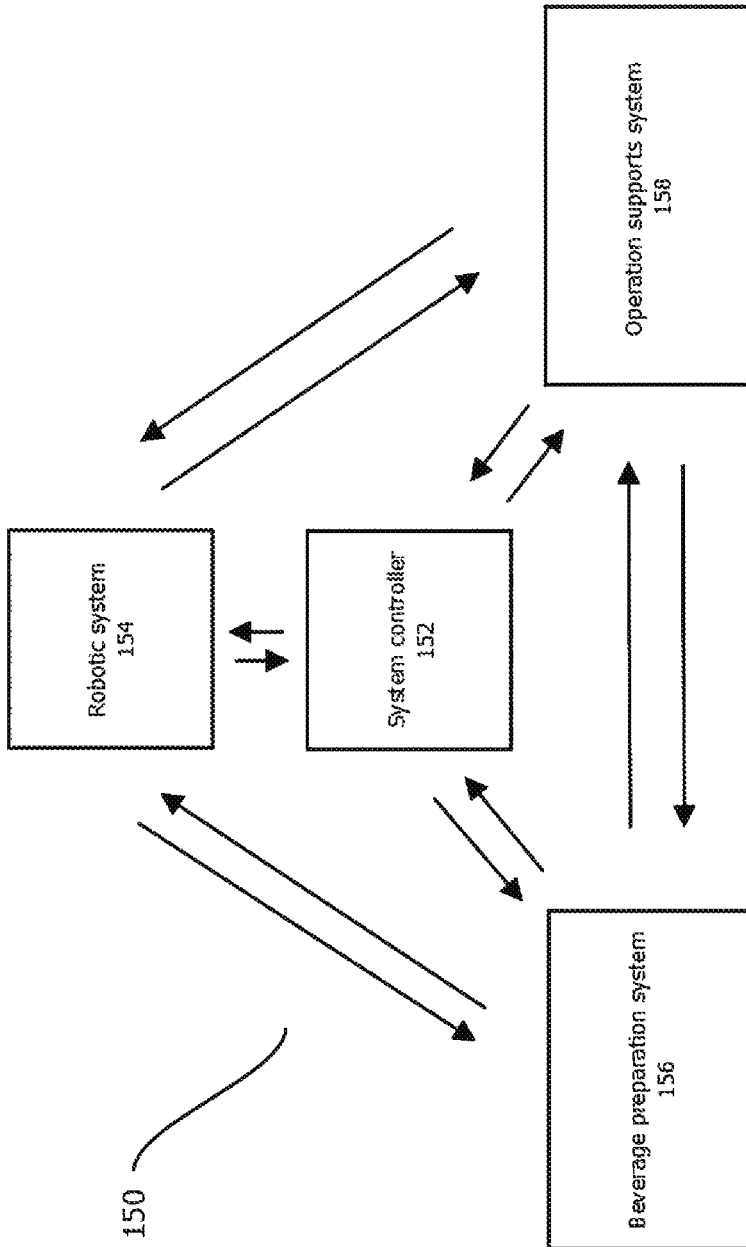 150
Robotic system
154
System controller
152
Beverage preparation system
156
Operation supports system
158